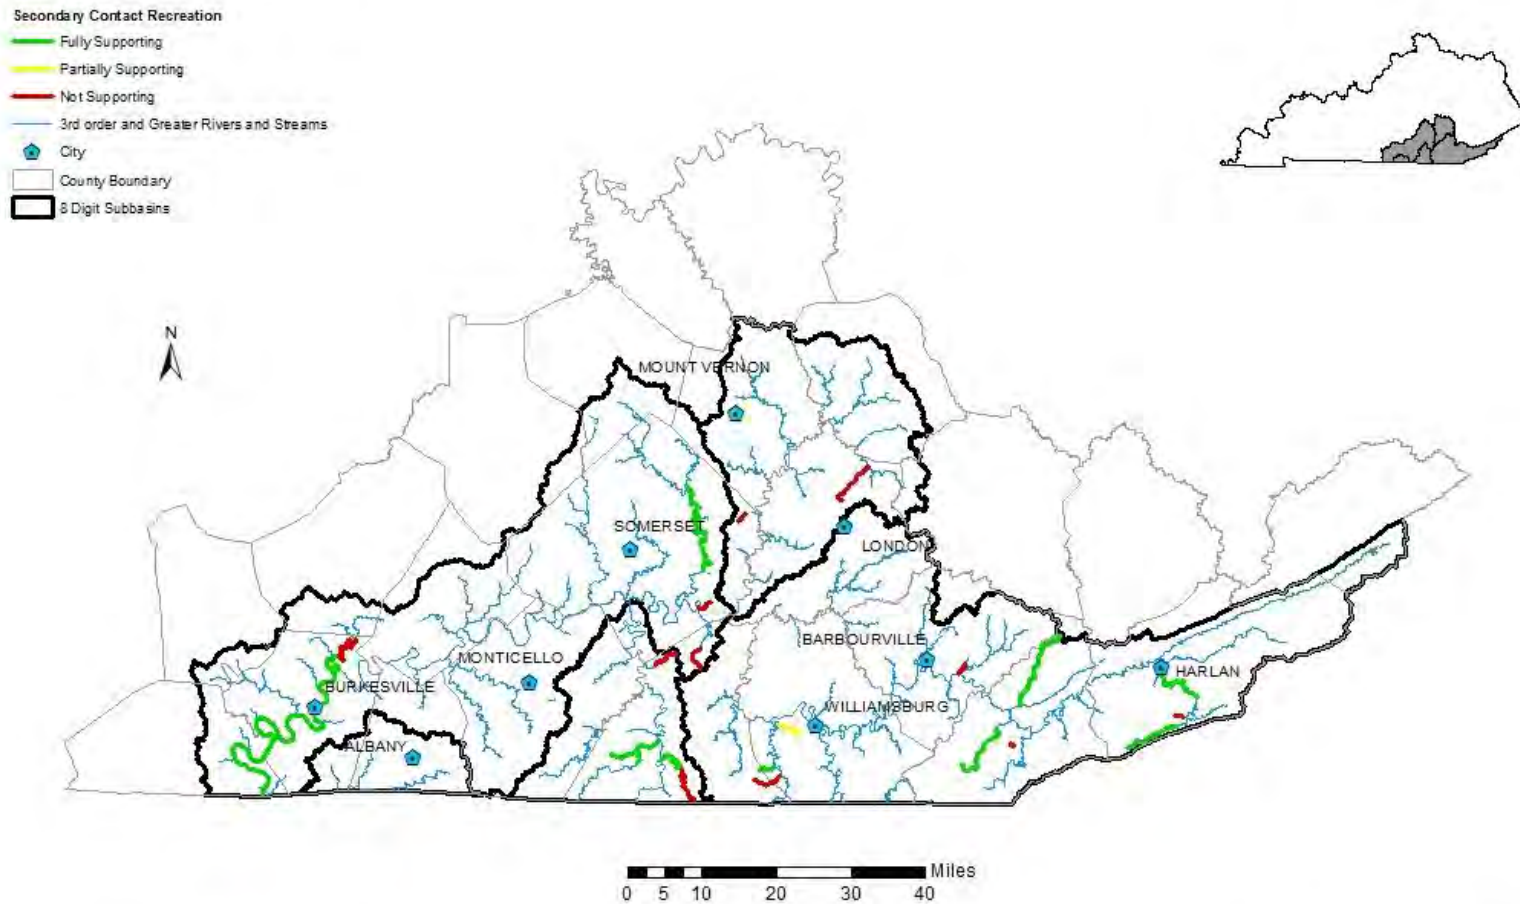 Secondary Contact Recreation
Fully Supporting
Partially Supporting
Not Supporting
3rd order and Greater Rivers and Streams
City
County Boundary
8 Digit Subbasins
N
MOUNT VERNON
SOMERSET
LONDON
BARBOURVILLE
MONTICELLO
HARLAN
BURKESVILLE
WILLIAMSBURG
ALBANY
Miles
0 5 10 20 30 40